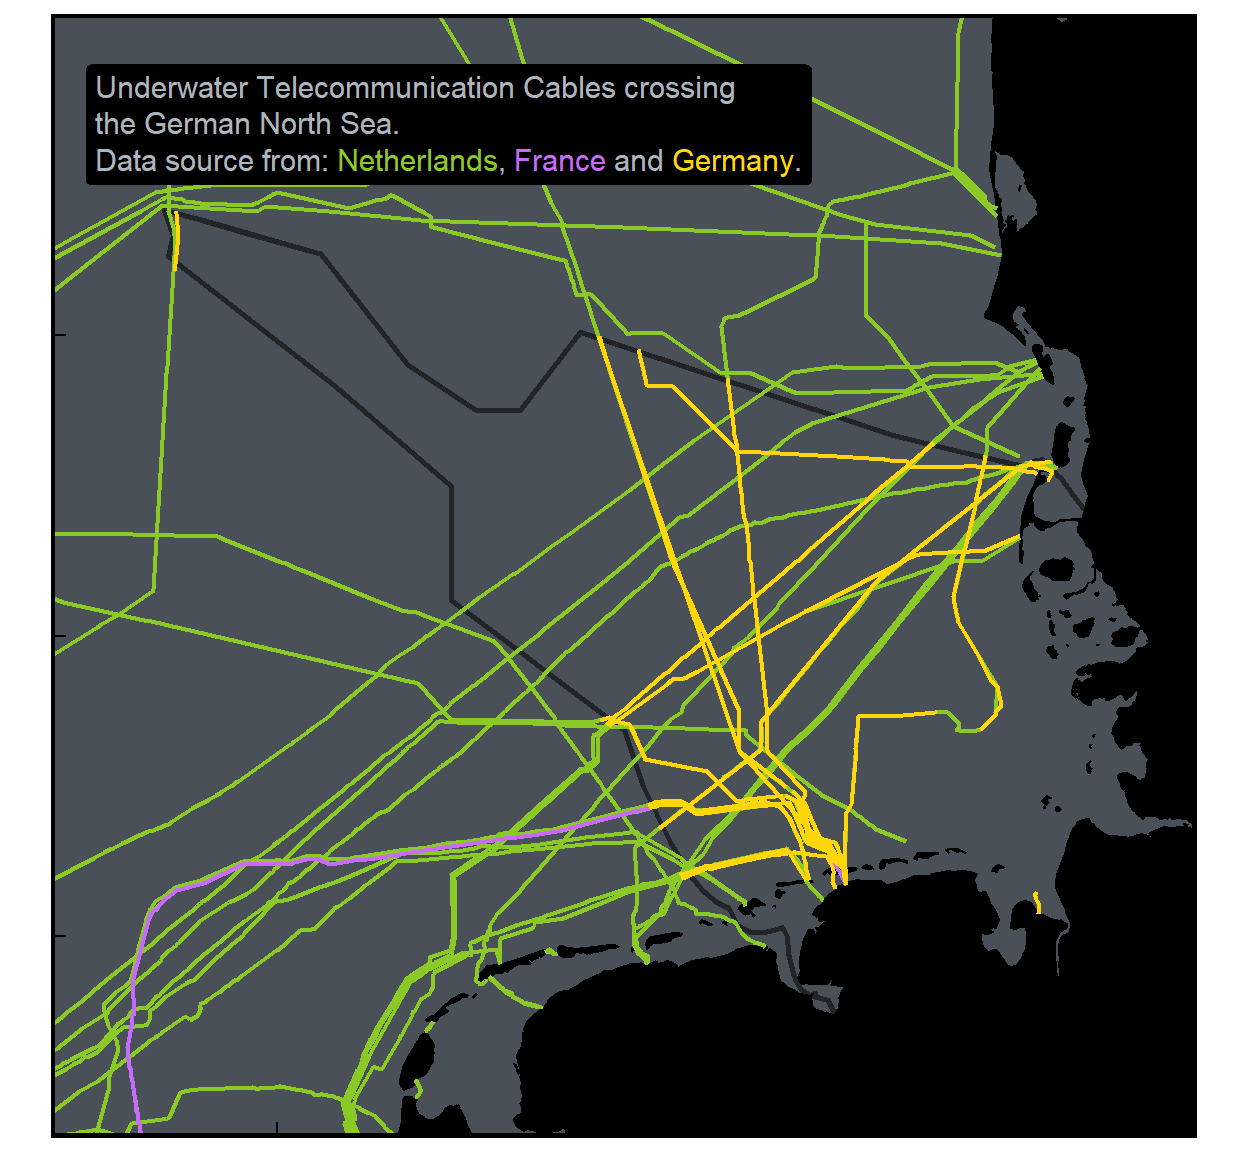 Underwater Telecommunication Cables crossing
the German North Sea.
Data source from: Netherlands, France and Germany.